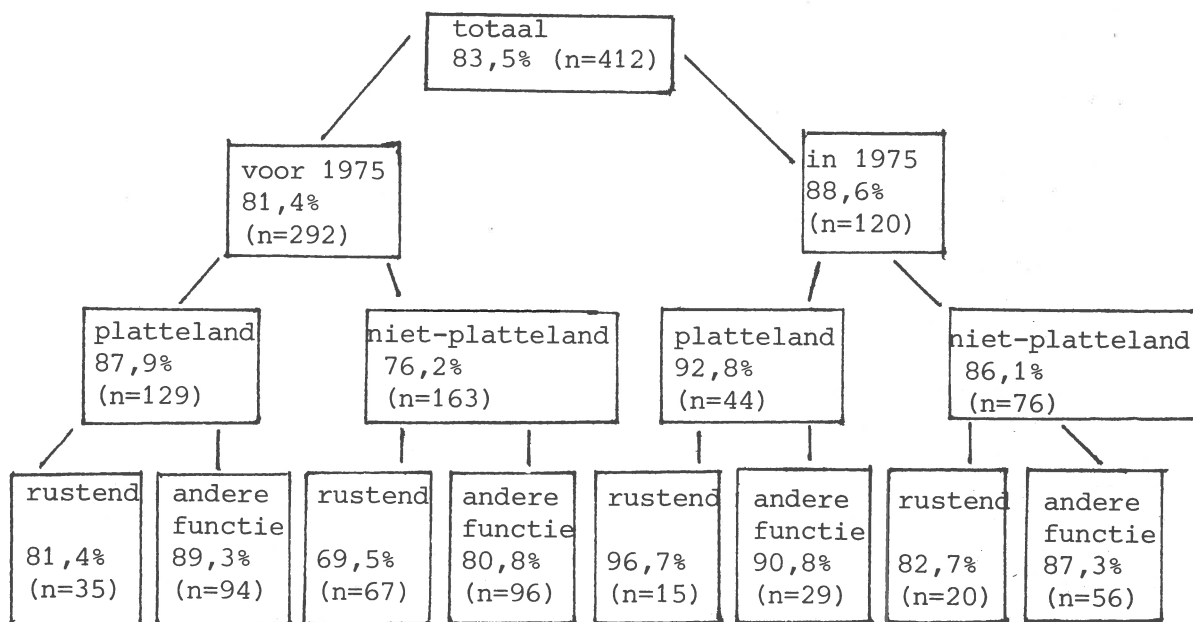 totaal
83,5% (n=412)
voor 1975
81,4%
(n=292)
in 1975
88,6%
(n=120)
platteland
87,9%
(n=129)
niet-platteland
76,2%
(n=163)
platteland
92,8%
(n=44)
niet-platteland
86,1%
(n=76)
rustend
81,4%
(n=35)
andere
functie
89,3%
(n=94)
rustend
69,5%
(n=67)
andere
functie
80,8%
(n=96)
rustend
96,7%
(n=15)
andere
functie
90,8%
(n=29)
rustend
82,7%
(n=20)
andere
functie
87,3%
(n=56)